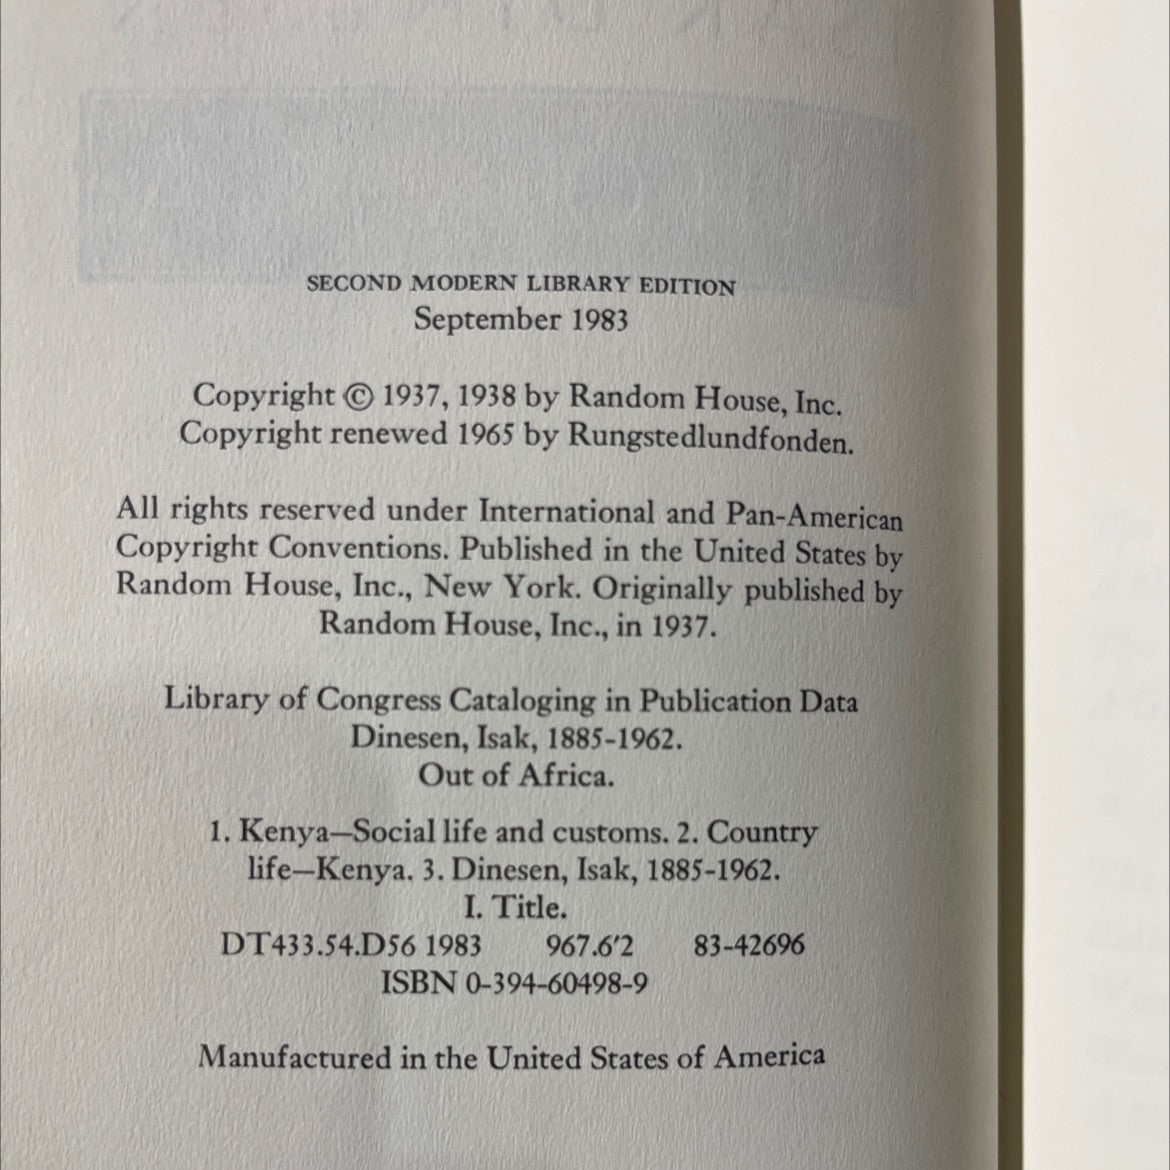 SECOND MODERN LIBRARY EDITION
September 1983
Copyright © 1937, 1938 by Random House, Inc.
Copyright renewed 1965 by Rungstedlundfonden.
All rights reserved under International and Pan-American
Copyright Conventions. Published in the United States by
Random House, Inc., New York. Originally published by
Random House, Inc., in 1937.
Library of Congress Cataloging in Publication Data
Dinesen, Isak, 1885-1962.
Out of Africa.
1. Kenya—Social life and customs. 2. Country
life—Kenya. 3. Dinesen, Isak, 1885-1962.
I. Title.
DT433.54.D56 1983 967.6'2 83-42696
ISBN 0-394-60498-9
Manufactured in the United States of America